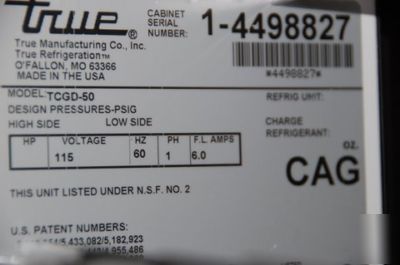 true®
CABINET
SERIAL
NUMBER:
1-4498827
True Manufacturing Co., Inc.
True Refrigeration™
O'FALLON, MO 63366
MADE IN THE USA
*4498827*
MODEL TCGD-50
REFRIG UNIT:
DESIGN PRESSURES-PSIG
HIGH SIDE LOW SIDE
CHARGE
REFRIGERANT:
HP VOLTAGE HZ PH F.L. AMPS
115 60 1 6.0
OZ.
CAG
THIS UNIT LISTED UNDER N.S.F. NO. 2
U.S. PATENT NUMBERS:
/5,433,082/5,182,923